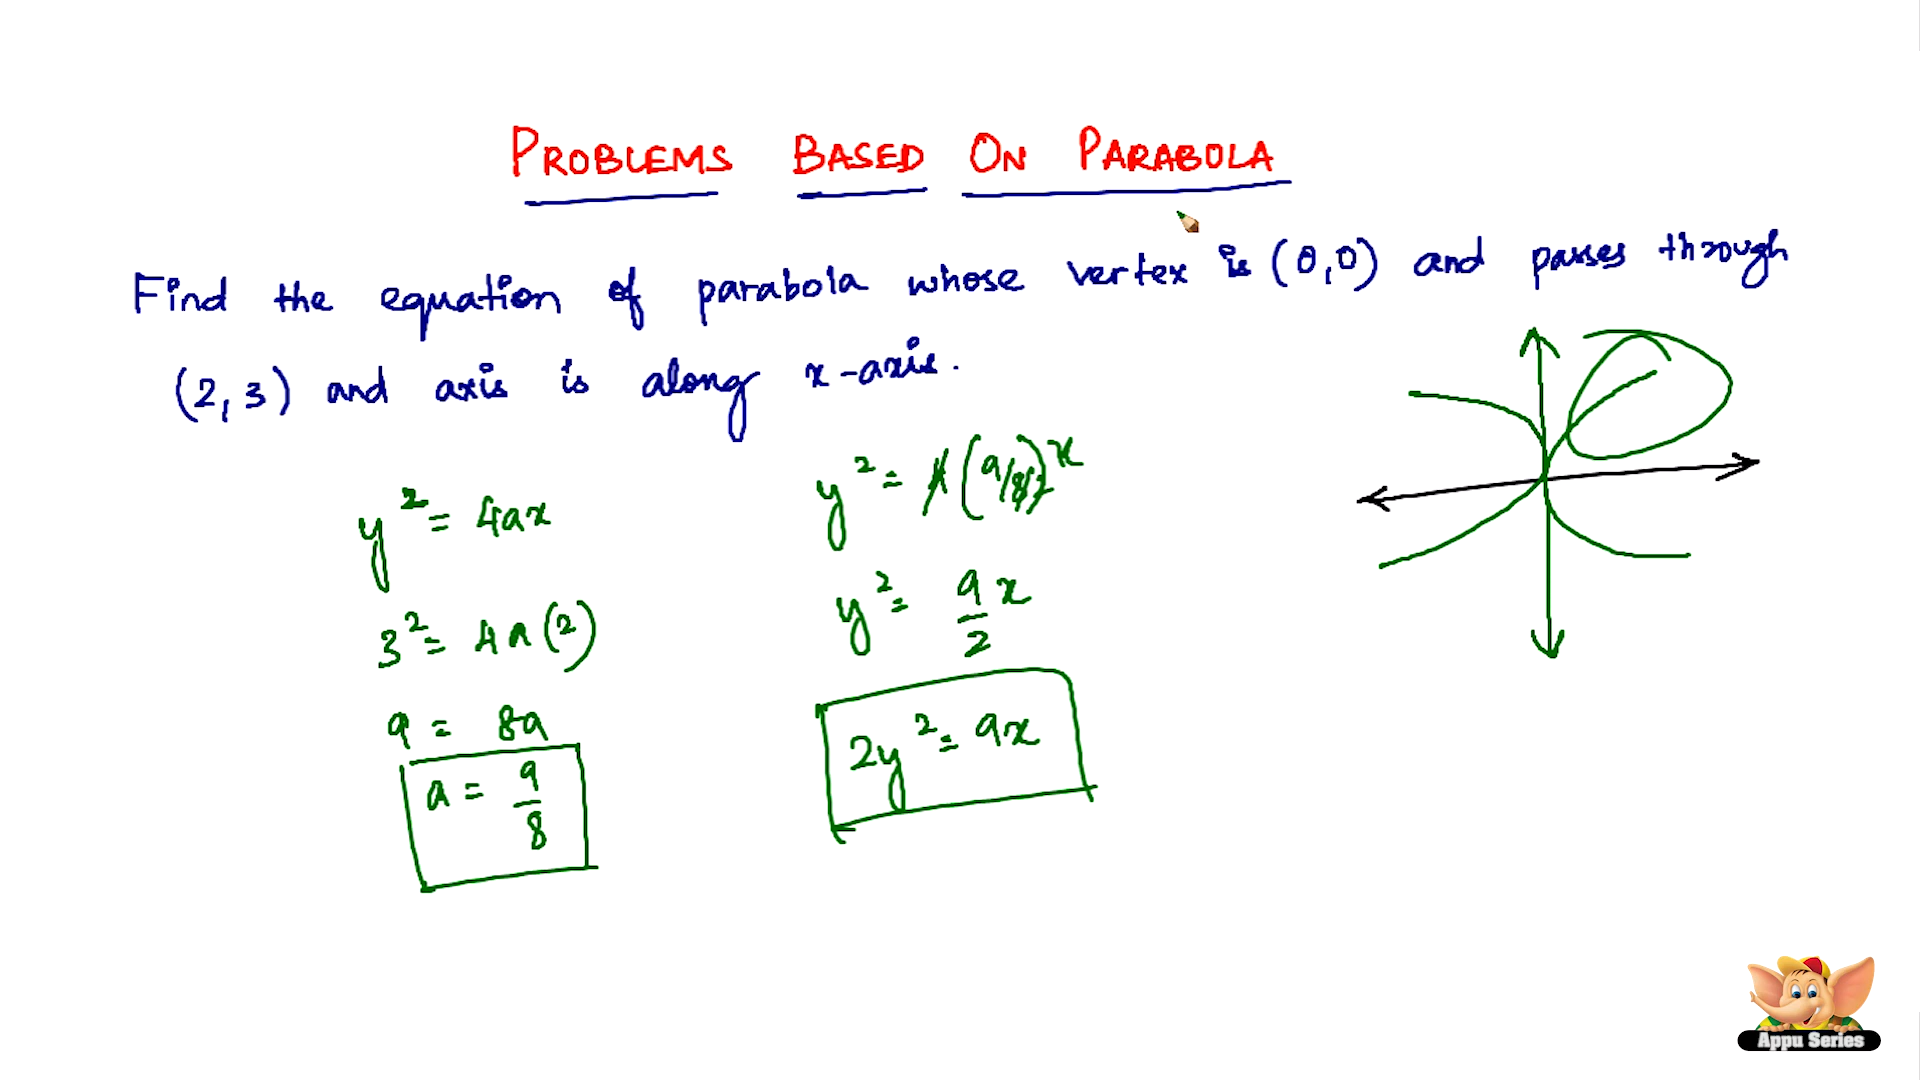 PROBLEMS BASED ON PARABOLA
Find the equation of parabola whose vertex is (0,0) and passes through
(2,3) and axis is along x-axis.
y² = 4ax
3² = 4a(2)
9 = 8a
a = 9/8
y² = 4(9/8/2)x
y² = 9/2 x
2y² = 9x
Appu Series